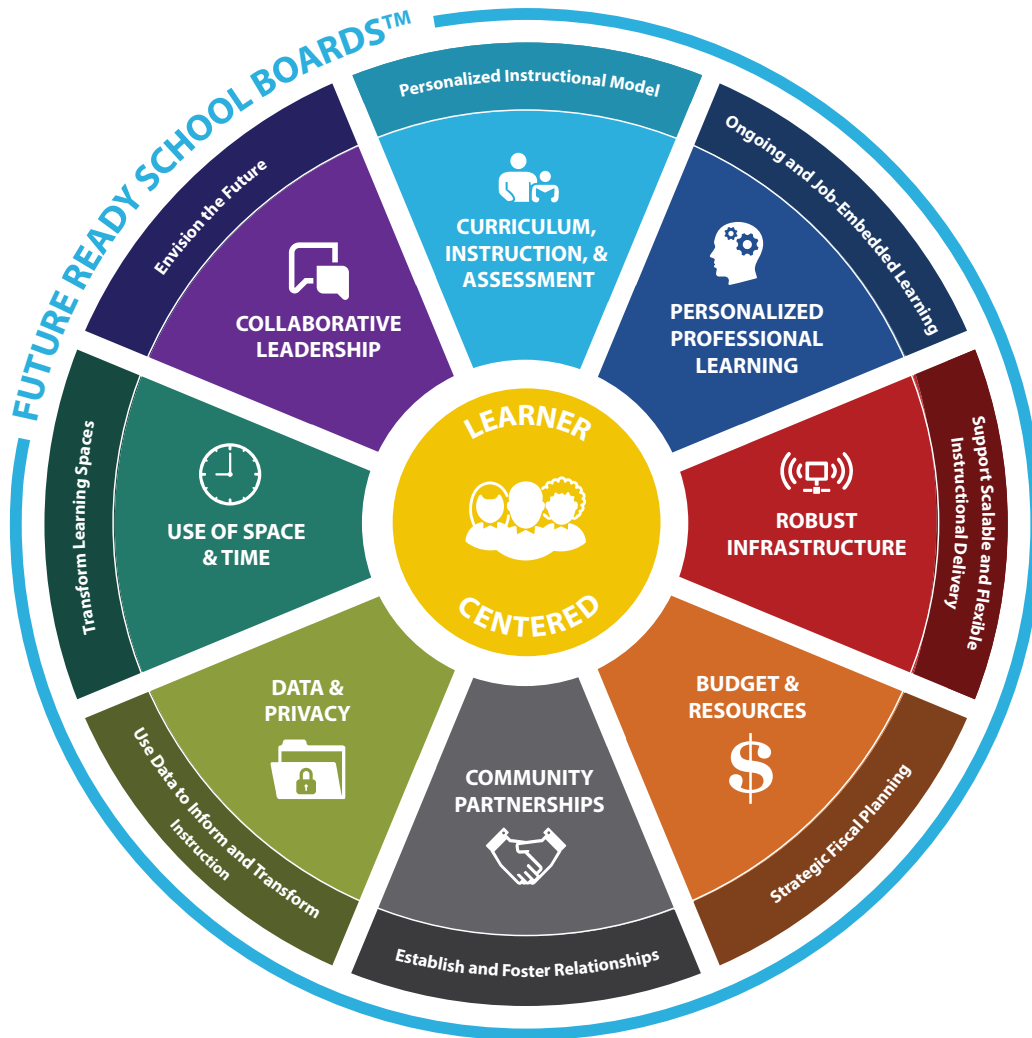 FUTURE READY SCHOOL BOARDS™
Personalized Instructional Model
CURRICULUM,
INSTRUCTION, &
ASSESSMENT
Ongoing and Job-Embedded Learning
PERSONALIZED
PROFESSIONAL
LEARNING
Support Scalable and Flexible
Instructional Delivery
ROBUST
INFRASTRUCTURE
Strategic Fiscal Planning
BUDGET &
RESOURCES
$
Establish and Foster Relationships
COMMUNITY
PARTNERSHIPS
Use Data to Inform and Transform
Instruction
DATA &
PRIVACY
Transform Learning Spaces
USE OF SPACE
& TIME
Envision the Future
COLLABORATIVE
LEADERSHIP
LEARNER
CENTERED